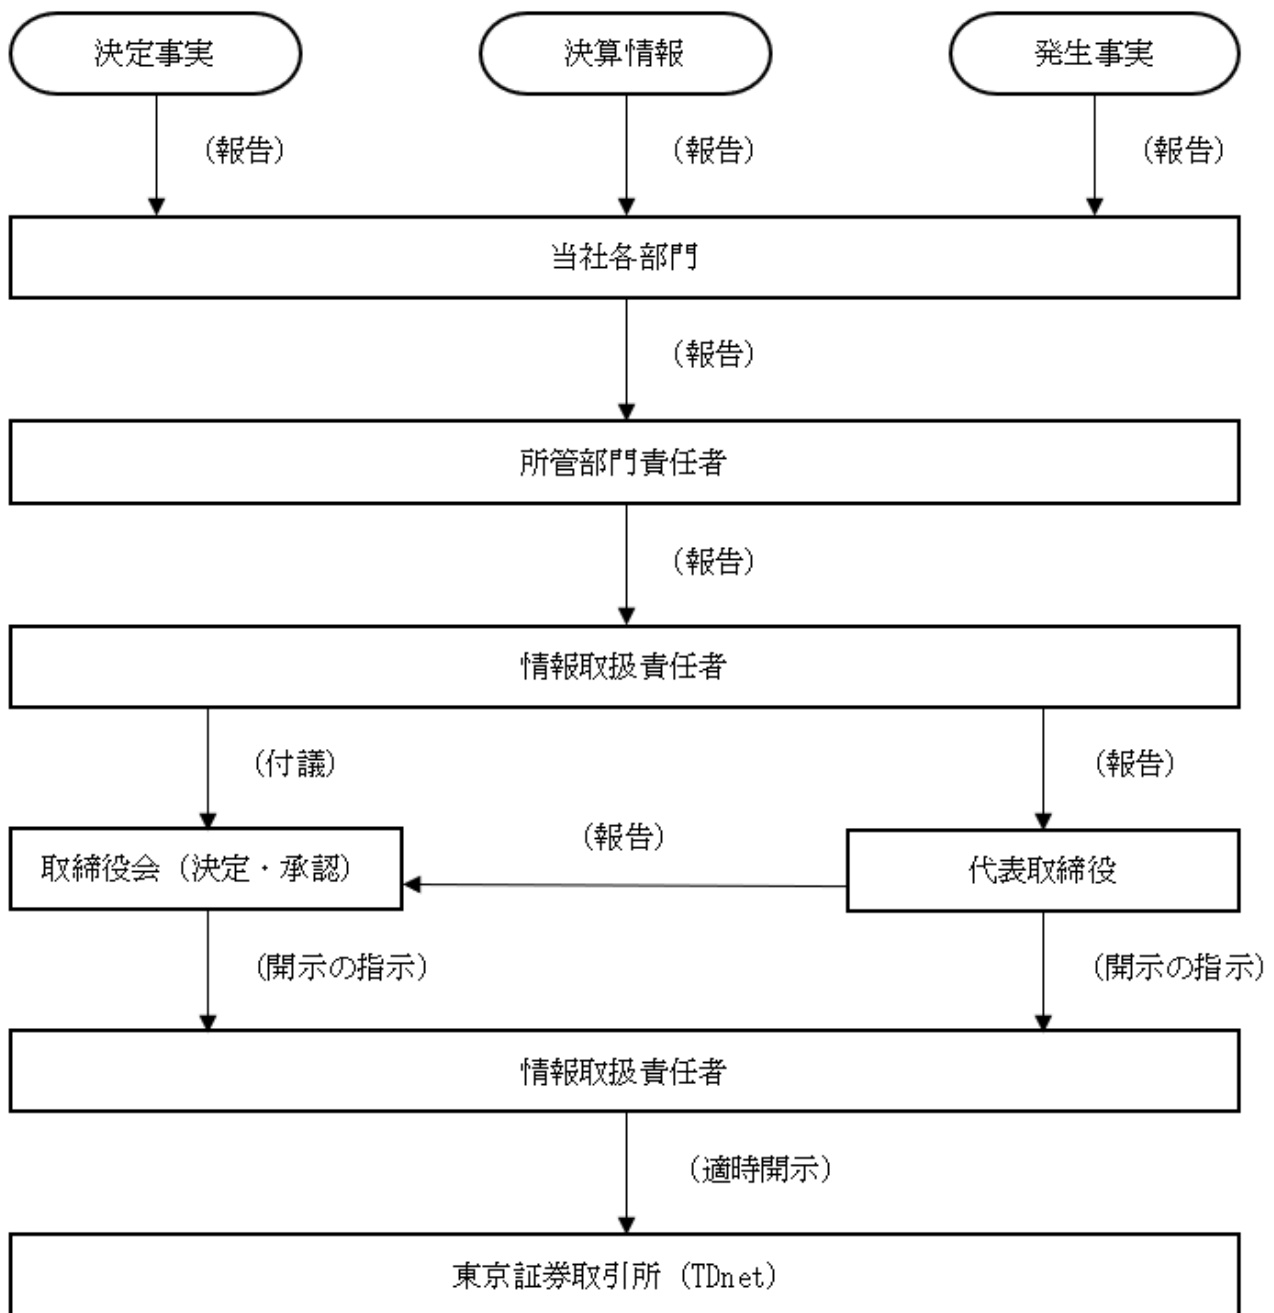 決定事実
決算情報
発生事実
(報告)
(報告)
(報告)
当社各部門
(報告)
所管部門責任者
(報告)
情報取扱責任者
(付議)
(報告)
(報告)
取締役会（決定・承認）
代表取締役
(開示の指示)
(開示の指示)
情報取扱責任者
(適時開示)
東京証券取引所（TDnet）